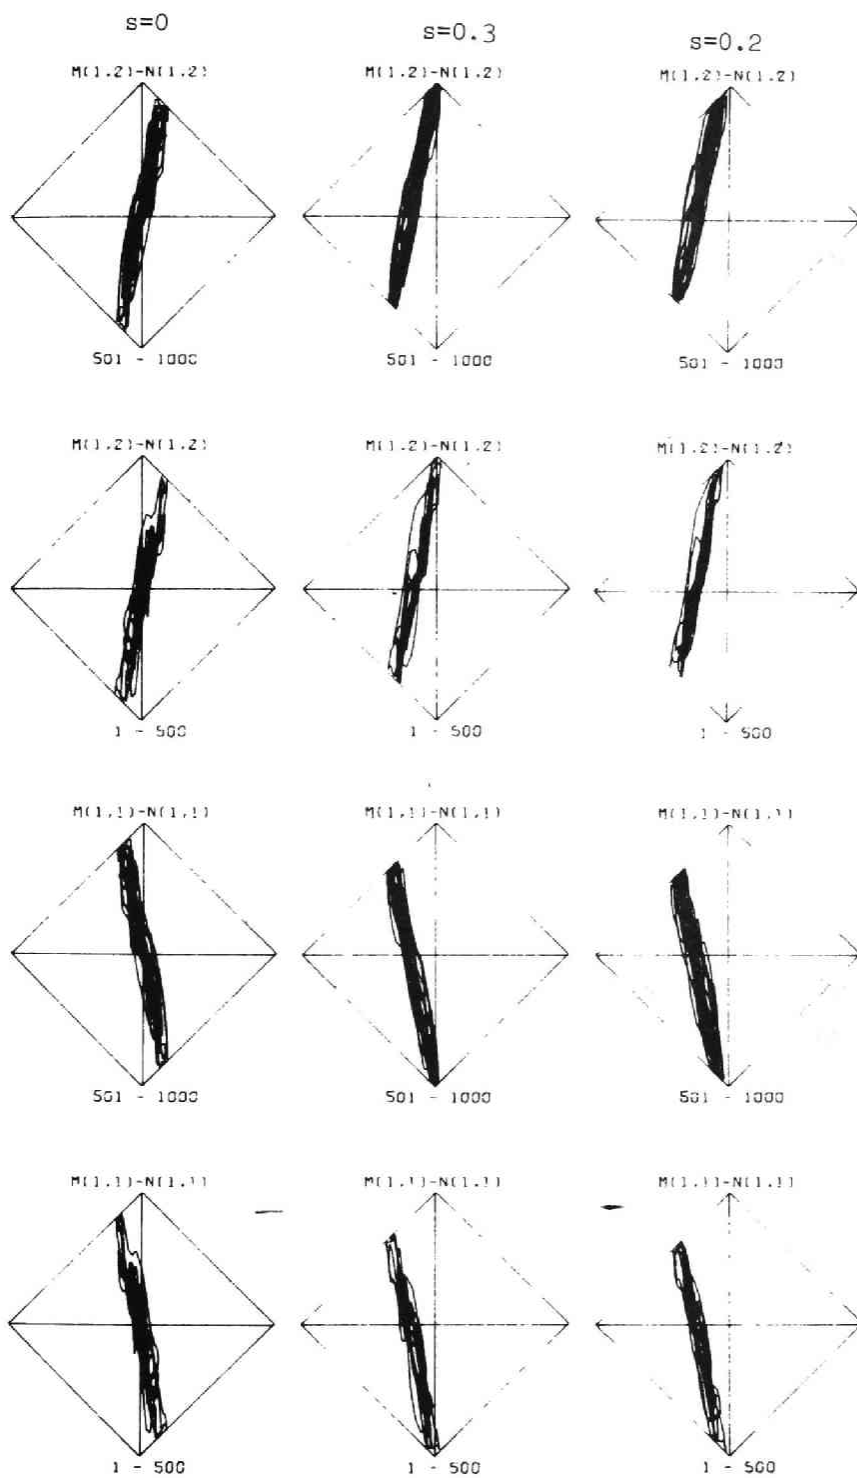 s=0 s=0.3 s=0.2
M(1,2)-N(1,2) M(1,2)-N(1,2) M(1,2)-N(1,2)
501 - 1000 501 - 1000 501 - 1000
M(1,2)-N(1,2) M(1,2)-N(1,2) M(1,2)-N(1,2)
1 - 500 1 - 500 1 - 500
M(1,1)-N(1,1) M(1,1)-N(1,1) M(1,1)-N(1,1)
501 - 1000 501 - 1000 501 - 1000
M(1,1)-N(1,1) M(1,1)-N(1,1) M(1,1)-N(1,1)
1 - 500 1 - 500 1 - 500